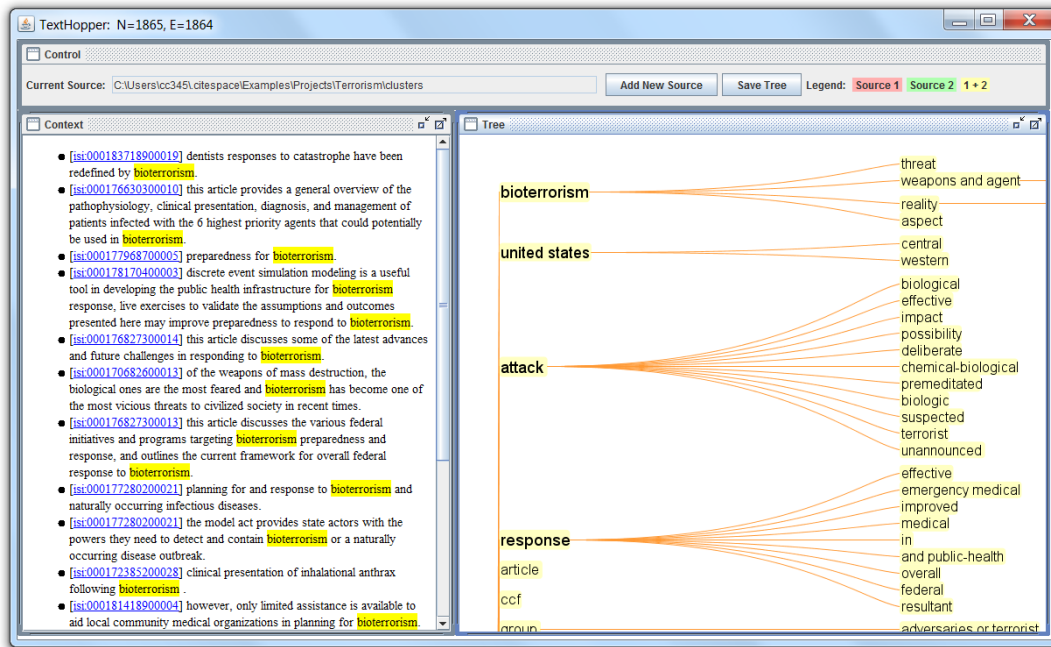 TextHopper: N=1865, E=1864
Control
Current Source: C:\Users\cc345\.citespace\Examples\Projects\Terrorism\clusters Add New Source Save Tree Legend: Source 1 Source 2 1 + 2
Context
[isi:000183718900019] dentists responses to catastrophe have been
redefined by bioterrorism.
[isi:000176630300010] this article provides a general overview of the
pathophysiology, clinical presentation, diagnosis, and management of
patients infected with the 6 highest priority agents that could potentially
be used in bioterrorism.
[isi:000177968700005] preparedness for bioterrorism.
[isi:000178170400003] discrete event simulation modeling is a useful
tool in developing the public health infrastructure for bioterrorism
response, live exercises to validate the assumptions and outcomes
presented here may improve preparedness to respond to bioterrorism.
[isi:000176827300014] this article discusses some of the latest advances
and future challenges in responding to bioterrorism.
[isi:000170682600013] of the weapons of mass destruction, the
biological ones are the most feared and bioterrorism has become one of
the most vicious threats to civilized society in recent times.
[isi:000176827300013] this article discusses the various federal
initiatives and programs targeting bioterrorism preparedness and
response, and outlines the current framework for overall federal
response to bioterrorism.
[isi:000177280200021] planning for and response to bioterrorism and
naturally occurring infectious diseases.
[isi:000177280200021] the model act provides state actors with the
powers they need to detect and contain bioterrorism or a naturally
occurring disease outbreak.
[isi:000172385200028] clinical presentation of inhalational anthrax
following bioterrorism .
[isi:000181418900004] however, only limited assistance is available to
aid local community medical organizations in planning for bioterrorism.
Tree
bioterrorism
threat
weapons and agent
reality
aspect
united states
central
western
attack
biological
effective
impact
possibility
deliberate
chemical-biological
premeditated
biologic
suspected
terrorist
unannounced
response
effective
emergency medical
improved
medical
in
and public-health
overall
federal
resultant
article
ccf
group
adversaries or terrorist